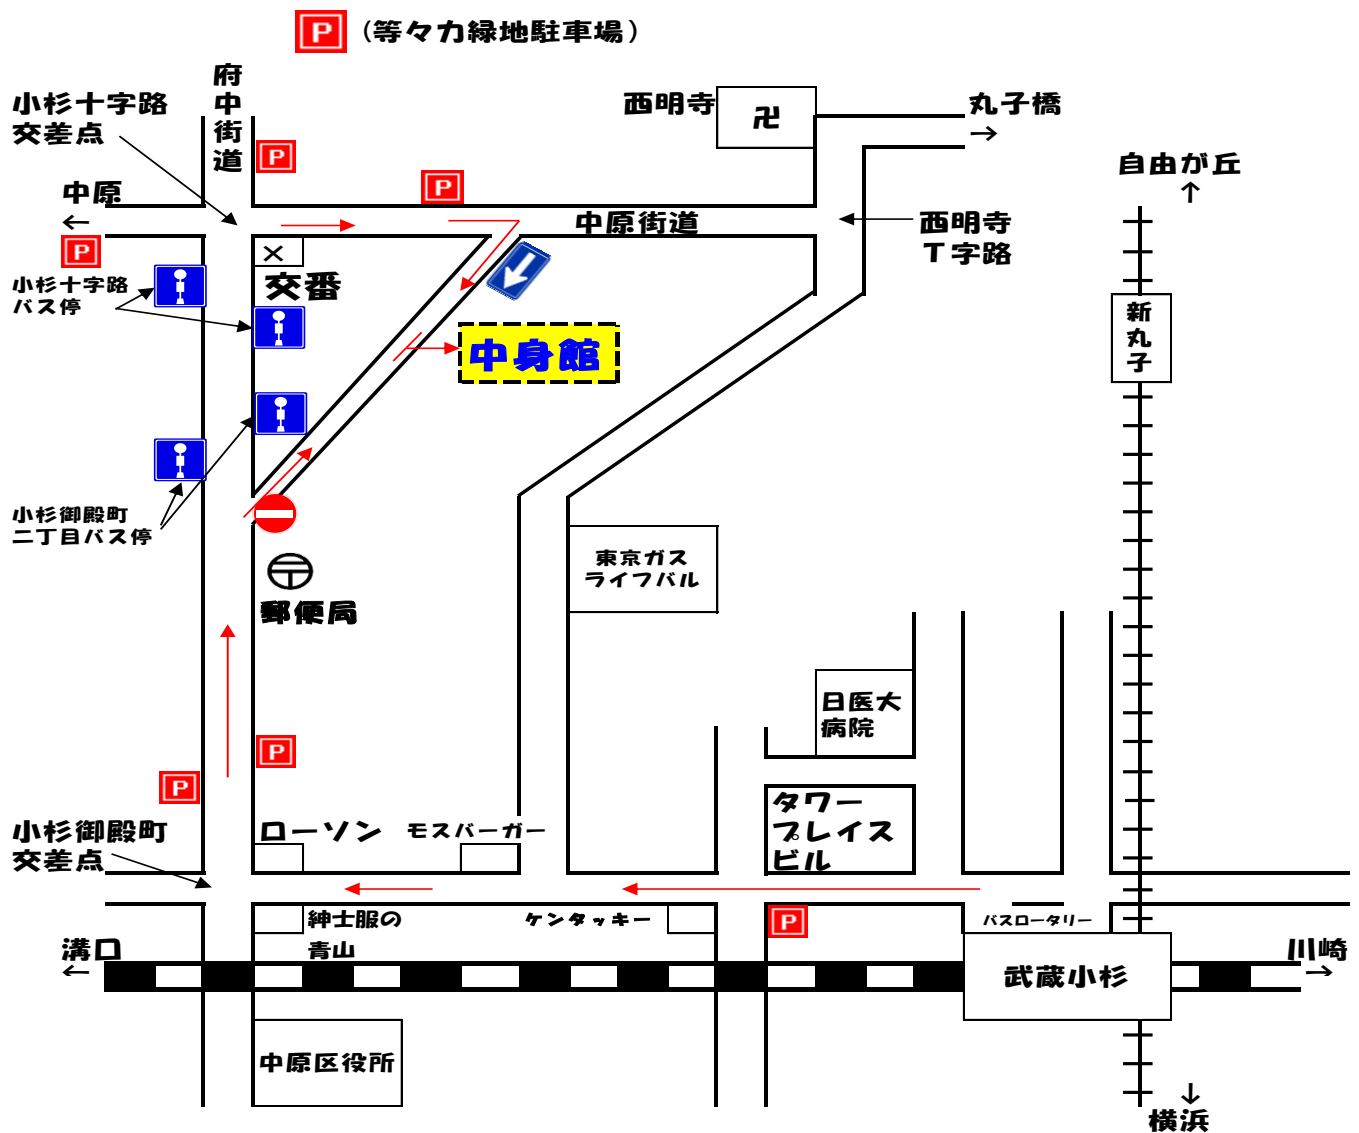 P (等々力緑地駐車場)
府中街道
小杉十字路
交差点
P
西明寺
卍
丸子橋
→
自由が丘
↑
中原
←
P
P
中原街道
西明寺
T字路
×
交番
小杉十字路
バス停
新丸子
中身館
小杉御殿町
二丁目バス停
郵便局
東京ガス
ライフバル
日医大
病院
P
P
タワー
プレイス
ビル
小杉御殿町
交差点
ローソン
モスバーガー
紳士服の
青山
ケンタッキー
P
バスロータリー
溝口
←
武蔵小杉
川崎
→
中原区役所
↓
横浜